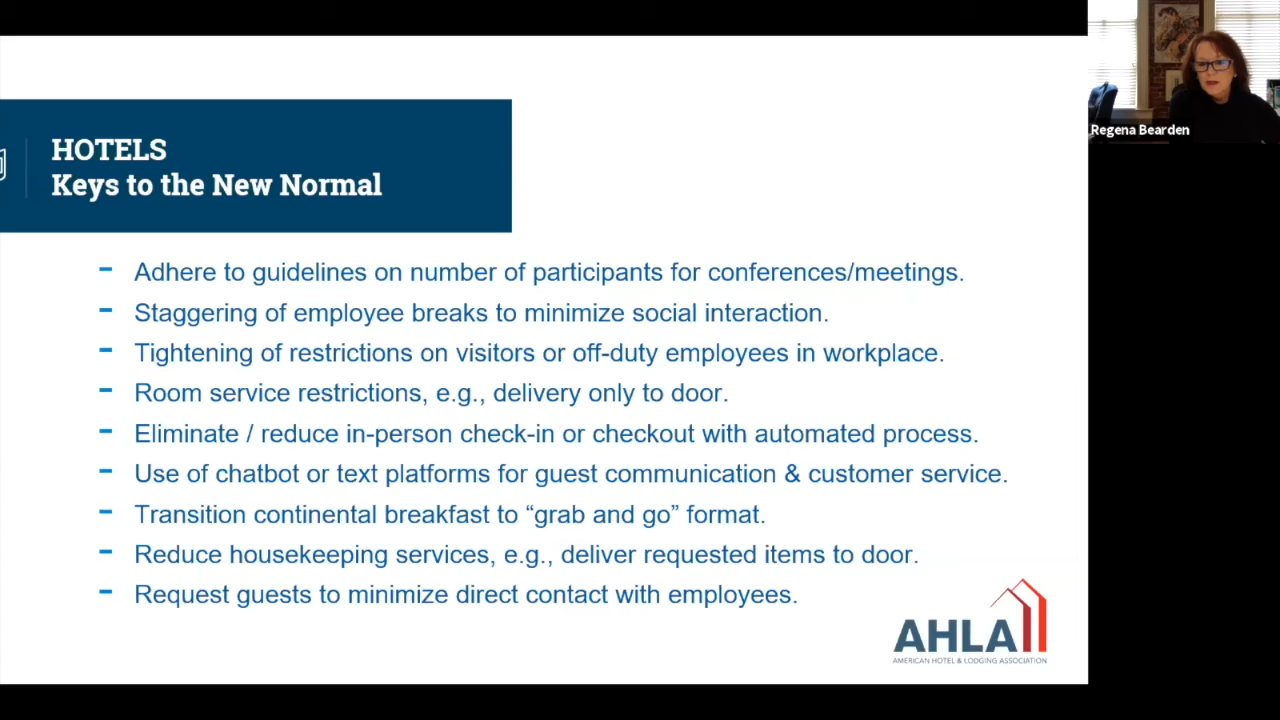 HOTELS
Keys to the New Normal
Adhere to guidelines on number of participants for conferences/meetings.
Staggering of employee breaks to minimize social interaction.
Tightening of restrictions on visitors or off-duty employees in workplace.
Room service restrictions, e.g., delivery only to door.
Eliminate / reduce in-person check-in or checkout with automated process.
Use of chatbot or text platforms for guest communication & customer service.
Transition continental breakfast to “grab and go” format.
Reduce housekeeping services, e.g., deliver requested items to door.
Request guests to minimize direct contact with employees.
AHLA
AMERICAN HOTEL & LODGING ASSOCIATION
Regena Bearden